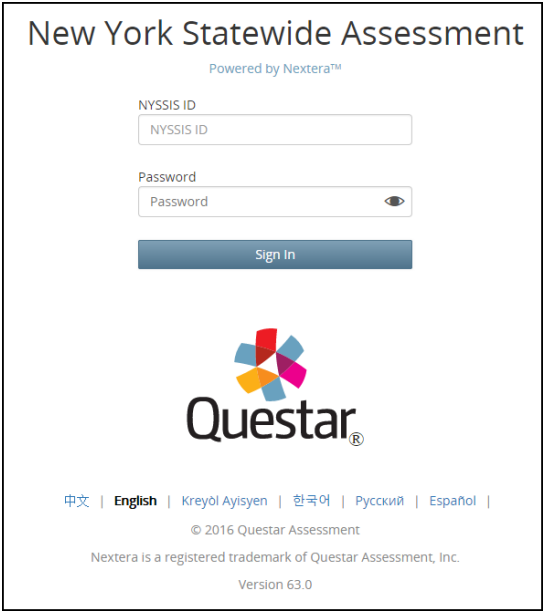 New York Statewide Assessment
Powered by Nextera™
NYSSIS ID
NYSSIS ID
Password
Password
Sign In
Questar®
中文 | English | Kreyòl Ayisyen | 한국어 | Русский | Español |
© 2016 Questar Assessment
Nextera is a registered trademark of Questar Assessment, Inc.
Version 63.0